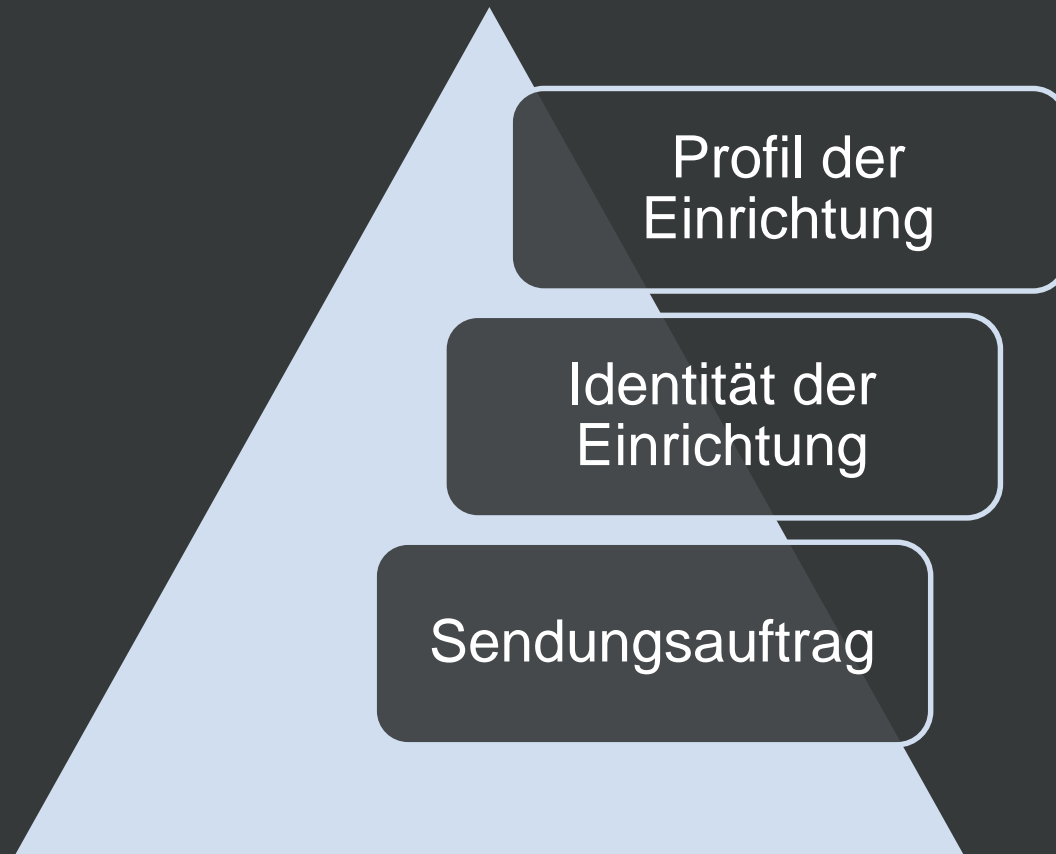 Profil der
Einrichtung
Identität der
Einrichtung
Sendungsauftrag